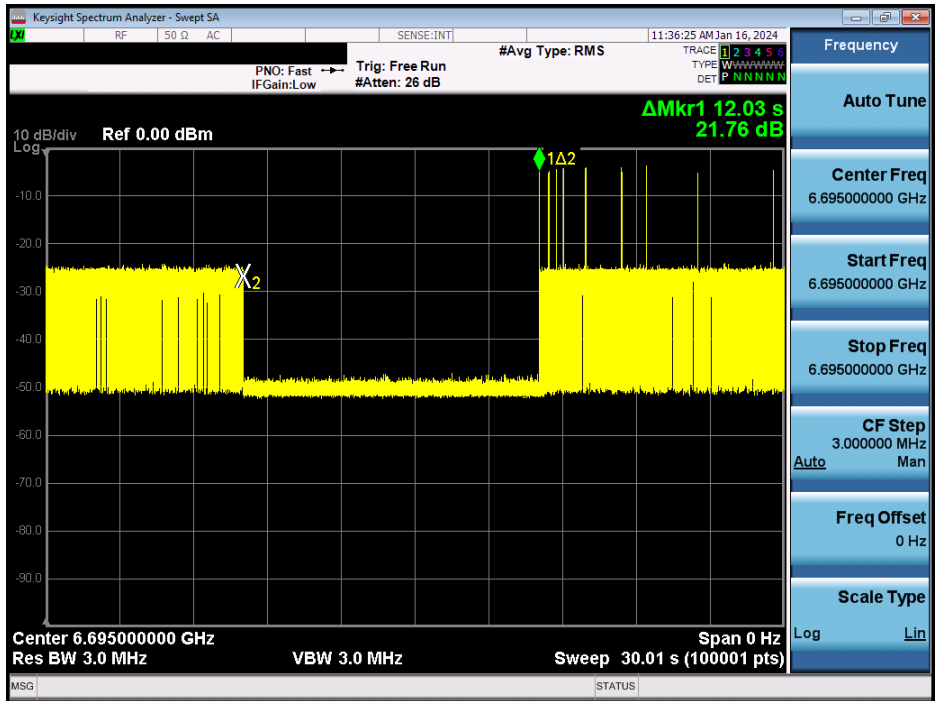 Keysight Spectrum Analyzer - Swept SA
LXI
RF
50 Ω
AC
SENSE:INT
11:36:25 AM Jan 16, 2024
#Avg Type: RMS
TRACE 1 2 3 4 5 6
TYPE WWWWWW
DET P N N N N N
PNO: Fast
IFGain:Low
Trig: Free Run
#Atten: 26 dB
ΔMkr1 12.03 s
21.76 dB
10 dB/div
Log
Ref 0.00 dBm
1Δ2
-10.0
-20.0
X2
-30.0
-40.0
-50.0
-60.0
-70.0
-80.0
-90.0
Center 6.695000000 GHz
Span 0 Hz
Res BW 3.0 MHz
VBW 3.0 MHz
Sweep 30.01 s (100001 pts)
MSG
STATUS
Frequency
Auto Tune
Center Freq
6.695000000 GHz
Start Freq
6.695000000 GHz
Stop Freq
6.695000000 GHz
CF Step
3.000000 MHz
Auto Man
Freq Offset
0 Hz
Scale Type
Log Lin